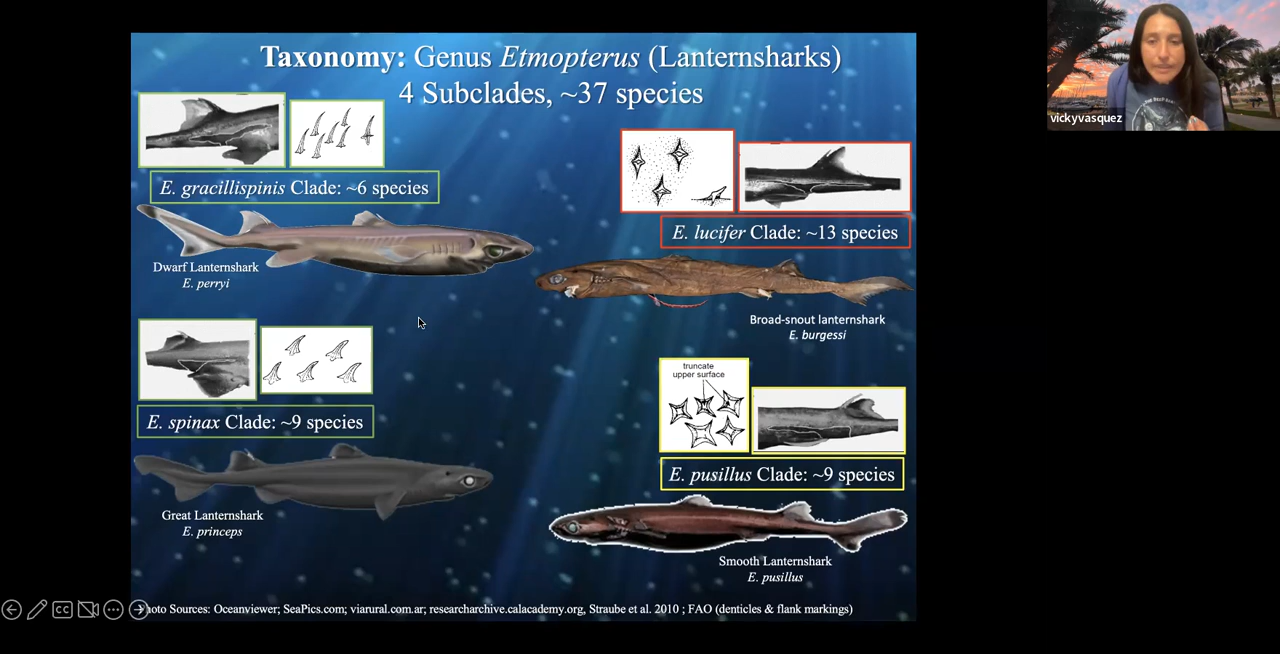 Taxonomy: Genus Etmopterus (Lanternsharks)
4 Subclades, ~37 species
E. gracillispinis Clade: ~6 species
Dwarf Lanternshark
E. perryi
E. lucifer Clade: ~13 species
Broad-snout lanternshark
E. burgessi
E. spinax Clade: ~9 species
Great Lanternshark
E. princeps
truncate
upper surface
E. pusillus Clade: ~9 species
Smooth Lanternshark
E. pusillus
CC
Photo Sources: Oceanviewer; SeaPics.com; viarural.com.ar; researcharchive.calacademy.org, Straube et al. 2010 ; FAO (denticles & flank markings)
vickyvasquez